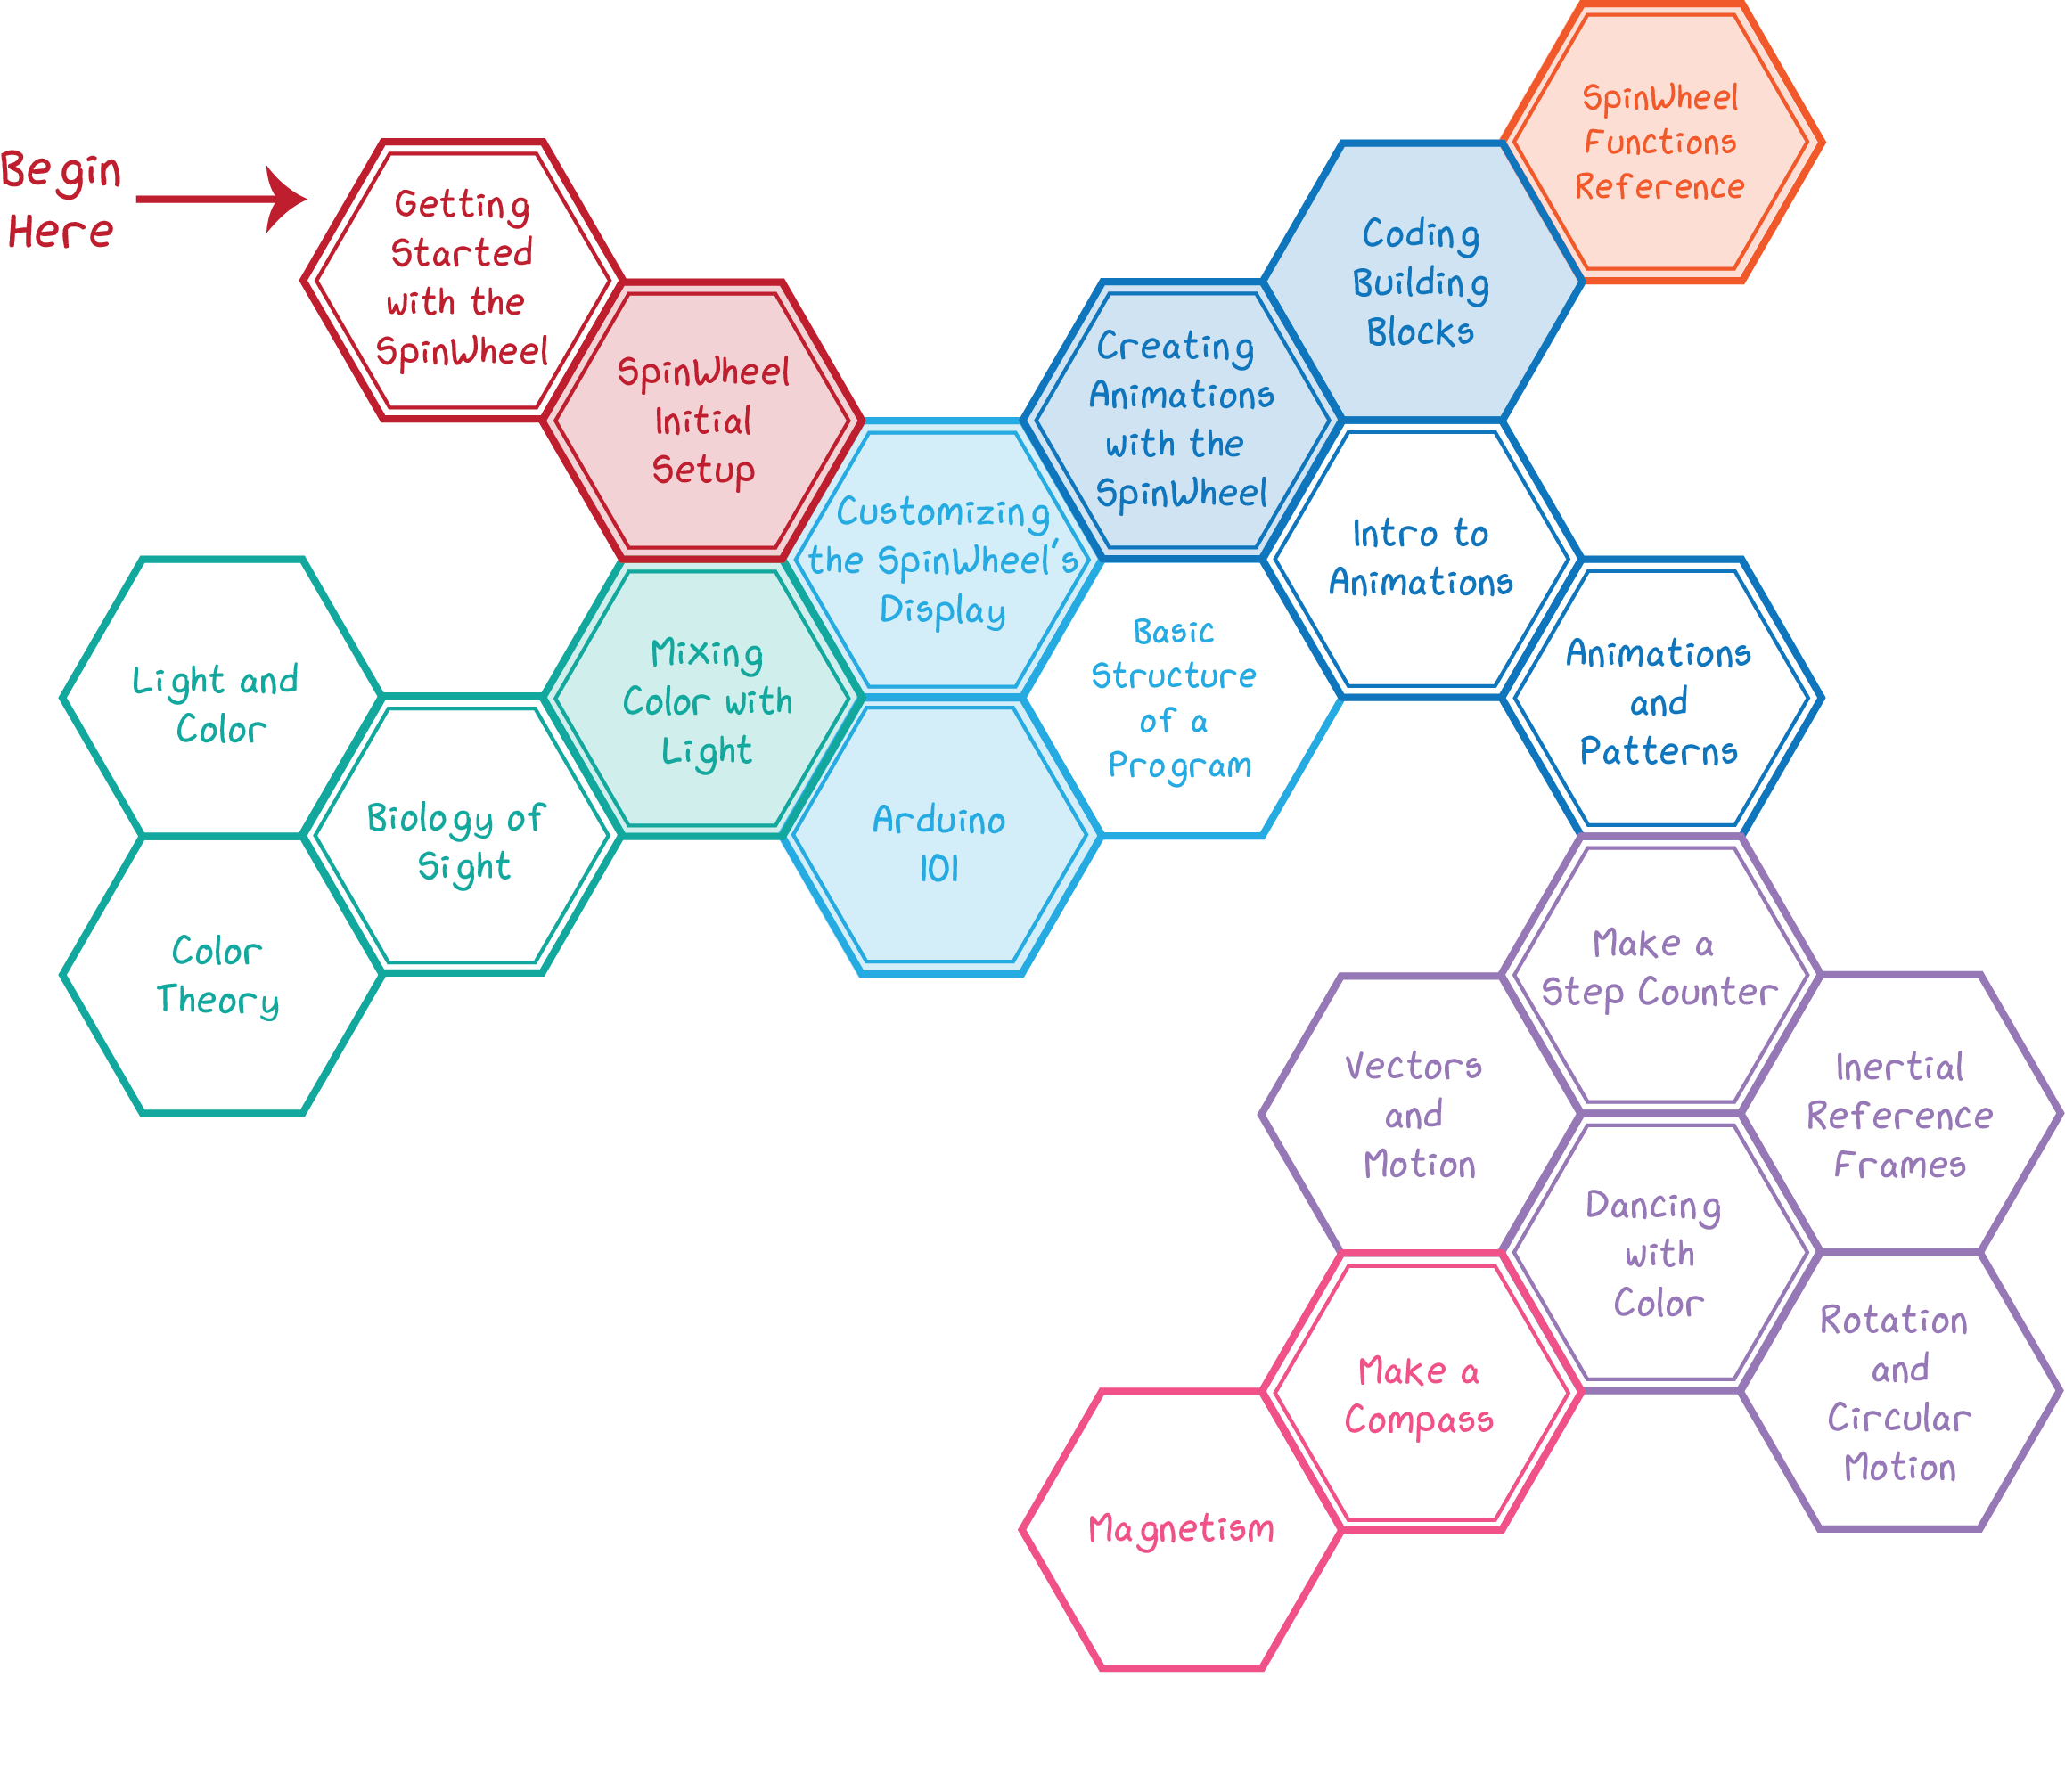 Begin
Here
Getting
Started
with the
SpinWheel
SpinWheel
Initial
Setup
Customizing
the SpinWheel's
Display
Creating
Animations
with the
SpinWheel
Coding
Building
Blocks
SpinWheel
Functions
Reference
Intro to
Animations
Animations
and
Patterns
Basic
Structure
of a
Program
Mixing
Color with
Light
Arduino
101
Light and
Color
Biology of
Sight
Color
Theory
Make a
Step Counter
Vectors
and
Motion
Inertial
Reference
Frames
Dancing
with
Color
Rotation
and
Circular
Motion
Make a
Compass
Magnetism